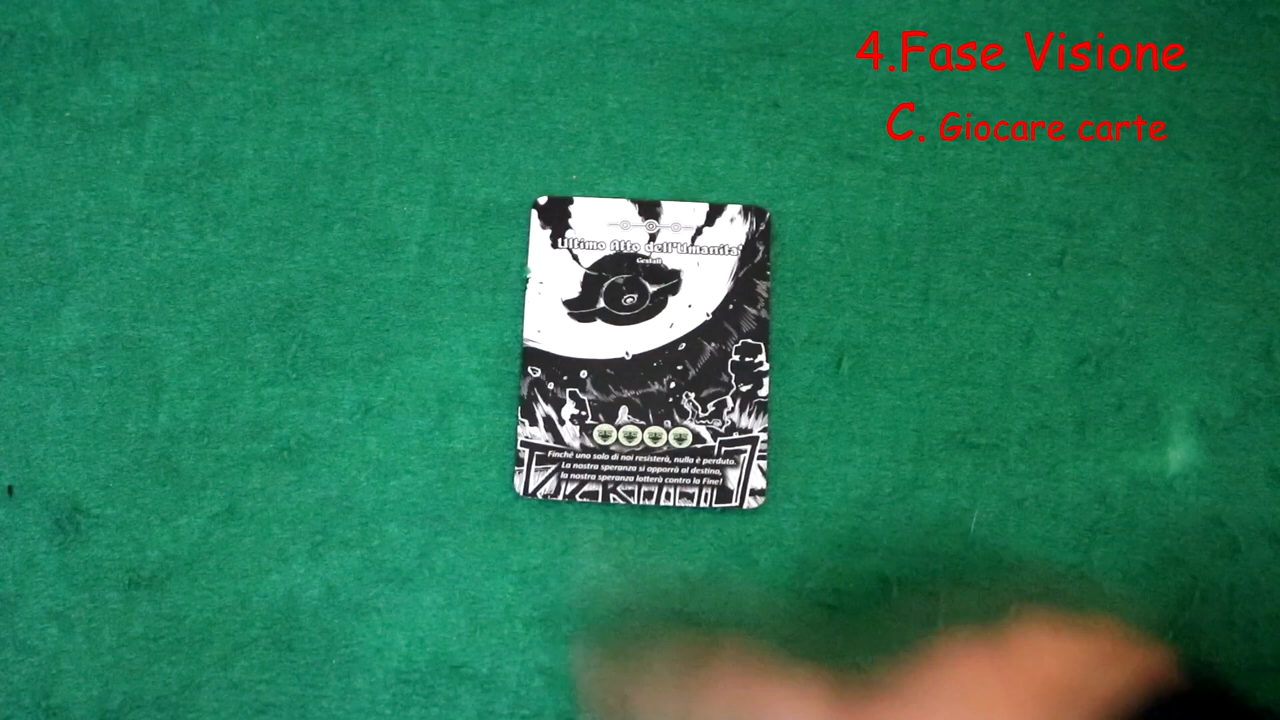 4.Fase Visione
C. Giocare carte
Ultimo Atto dell'Umanita'
Gestalt
Finché uno solo di noi resisterà, nulla è perduto.
La nostra speranza si opporrà al destino,
la nostra speranza lotterà contro la Fine!